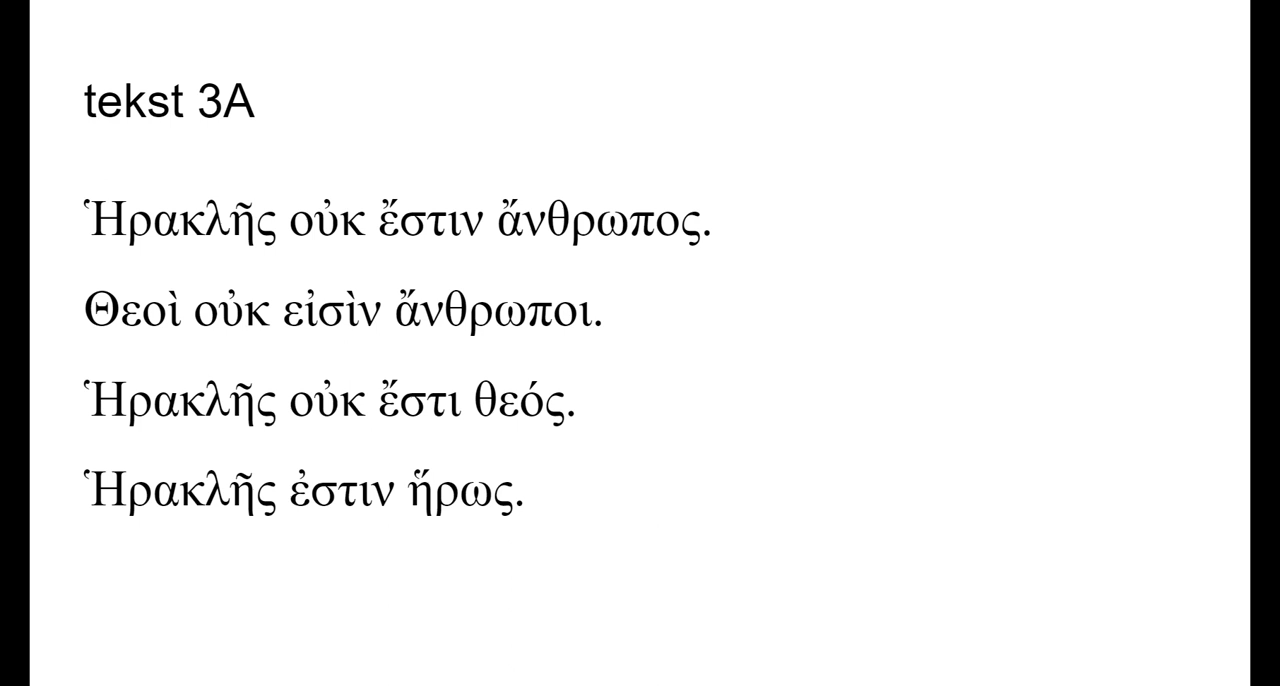 tekst 3A
Ἡρακλῆς οὐκ ἔστιν ἄνθρωπος.
Θεοὶ οὐκ εἰσὶν ἄνθρωποι.
Ἡρακλῆς οὐκ ἔστι θεός.
Ἡρακλῆς ἐστιν ἥρως.